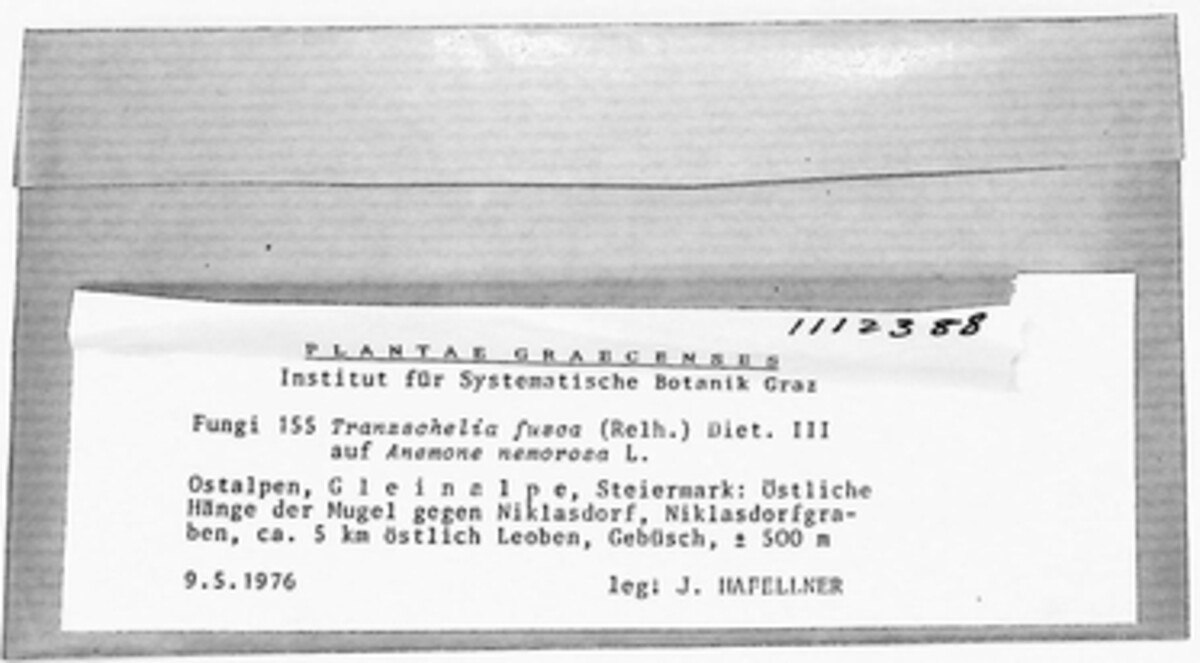 1112388
PLANTAE GRAECENSES
Institut für Systematische Botanik Graz
Fungi 155 Tranzschelia fusca (Relh.) Diet. III
auf Anemone nemorosa L.
Ostalpen, G l e i n a l p e, Steiermark: Östliche
Hänge der Mugel gegen Niklasdorf, Niklasdorfgra-
ben, ca. 5 km östlich Leoben, Gebüsch, ± 500 m
9.5.1976 leg: J. HAFELLNER